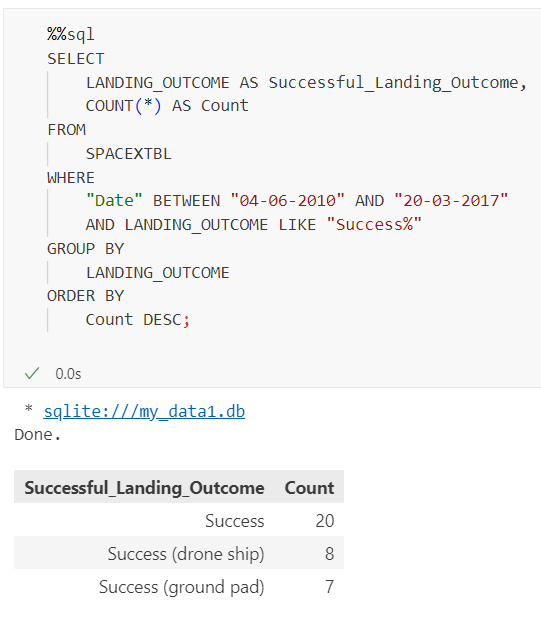 %%sql
SELECT
LANDING_OUTCOME AS Successful_Landing_Outcome,
COUNT(*) AS Count
FROM
SPACEXTBL
WHERE
"Date" BETWEEN "04-06-2010" AND "20-03-2017"
AND LANDING_OUTCOME LIKE "Success%"
GROUP BY
LANDING_OUTCOME
ORDER BY
Count DESC;
0.0s
* sqlite:///my_data1.db
Done.
Successful_Landing_Outcome Count
Success 20
Success (drone ship) 8
Success (ground pad) 7